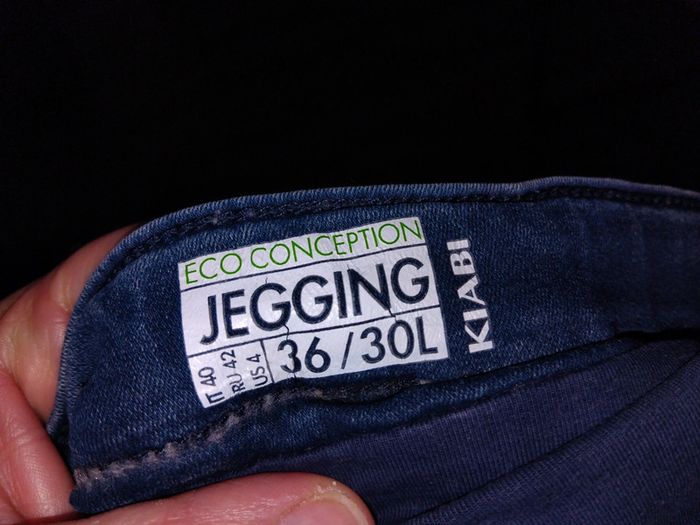 ECO CONCEPTION
JEGGING
IT 40
RU 42
US 4
36 / 30L
KIABI